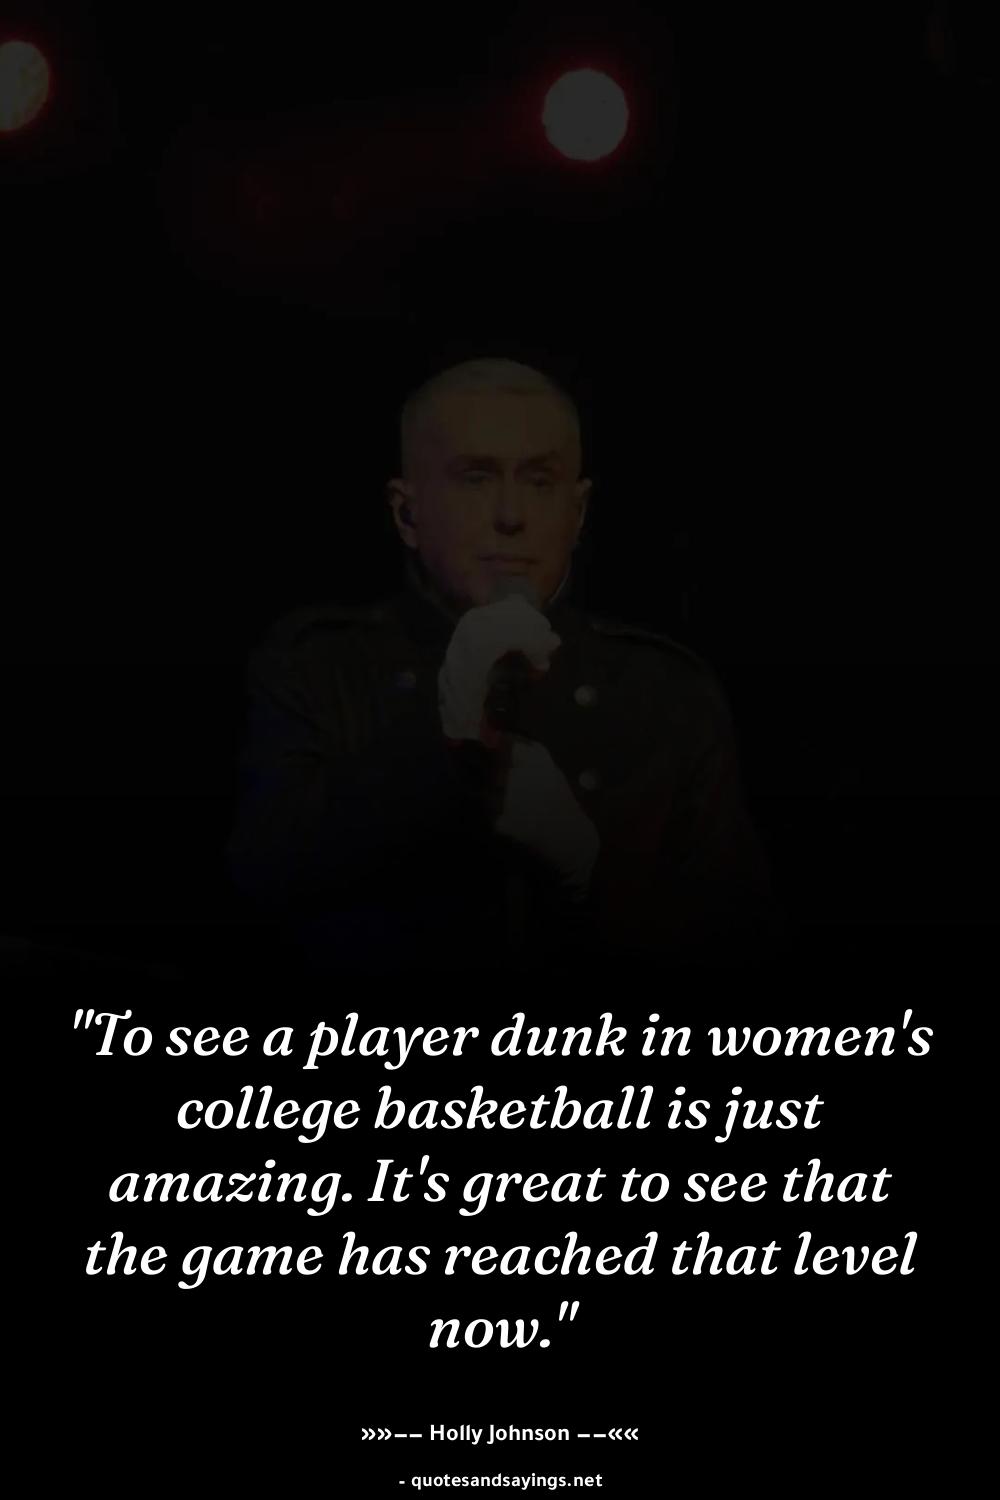 "To see a player dunk in women's
college basketball is just
amazing. It's great to see that
the game has reached that level
now."
»»–– Holly Johnson ––««
- quotesandsayings.net